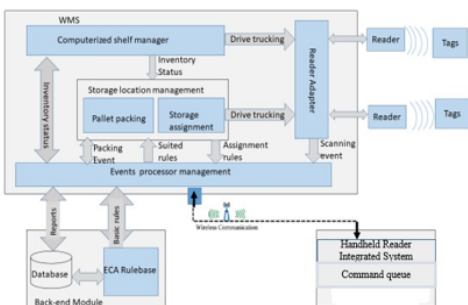 WMS
Computerized shelf manager
Drive trucking
Reader Adapter
Reader
Tags
Inventory
Status
Inventory status
Storage location management
Pallet packing
Storage
assignment
Drive trucking
Reader
Tags
Packing
Event
Suited
rules
Assignment
rules
Scanning
event
Events processor management
Reports
Basic rules
Wireless Communication
Database
ECA Rulebase
Back-end Module
Handheld Reader
Integrated System
Command queue